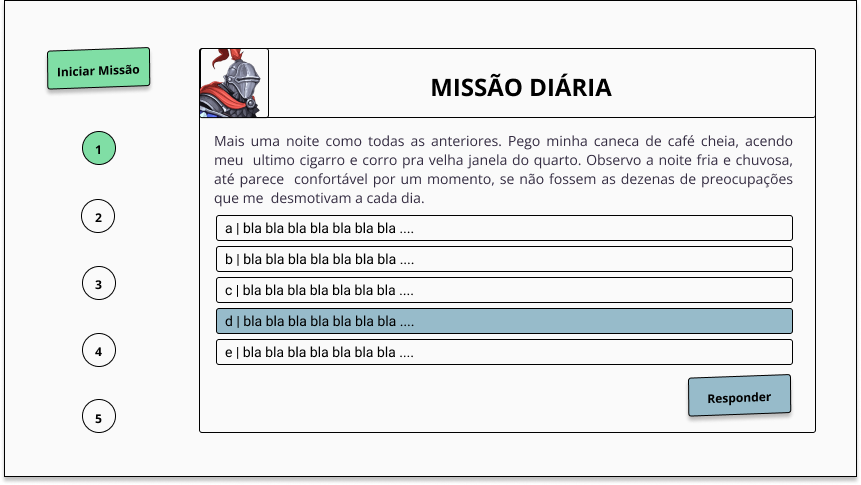 Iniciar Missão
1
2
3
4
5
MISSÃO DIÁRIA
Mais uma noite como todas as anteriores. Pego minha caneca de café cheia, acendo
meu ultimo cigarro e corro pra velha janela do quarto. Observo a noite fria e chuvosa,
até parece confortável por um momento, se não fossem as dezenas de preocupações
que me desmotivam a cada dia.
a | bla bla bla bla bla bla bla ....
b | bla bla bla bla bla bla bla ....
c | bla bla bla bla bla bla bla ....
d | bla bla bla bla bla bla bla ....
e | bla bla bla bla bla bla bla ....
Responder